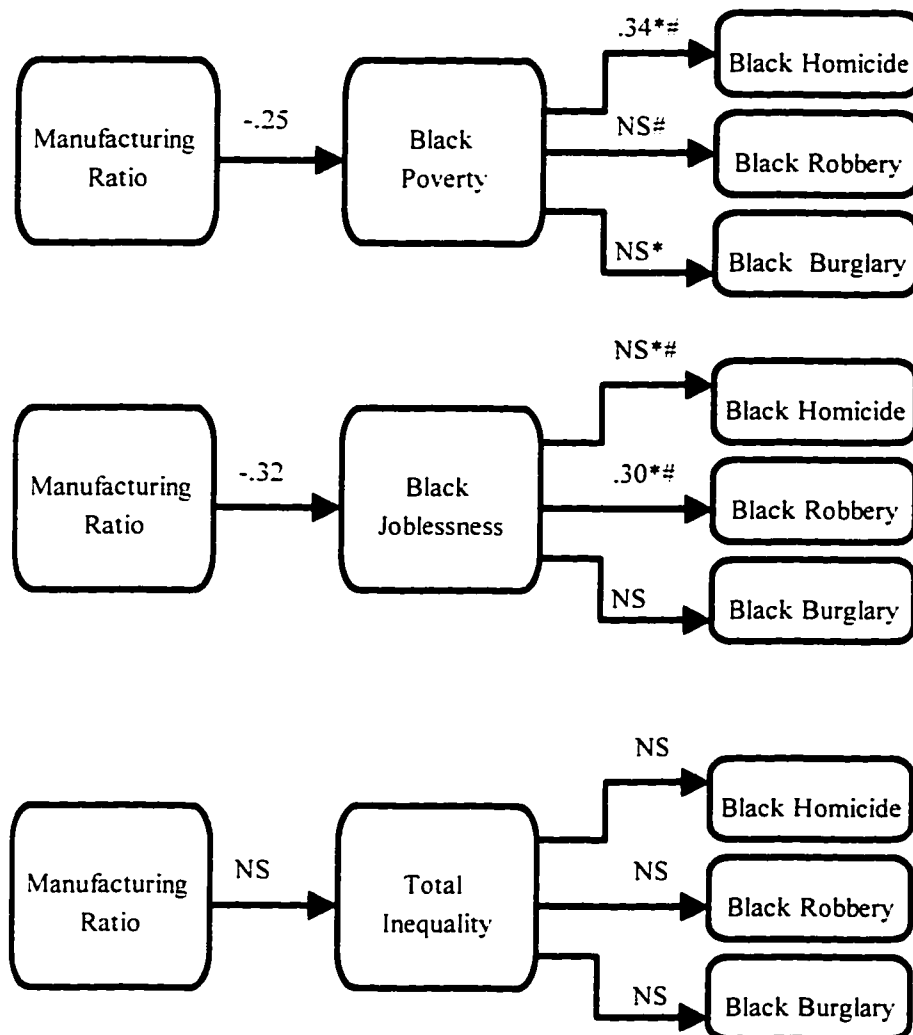 .34*#
Black Homicide
-.25
NS#
Manufacturing
Ratio
Black
Poverty
Black Robbery
NS*
Black Burglary
NS*#
Black Homicide
-.32
.30*#
Manufacturing
Ratio
Black
Joblessness
Black Robbery
NS
Black Burglary
NS
Black Homicide
NS
NS
Manufacturing
Ratio
Total
Inequality
Black Robbery
NS
Black Burglary